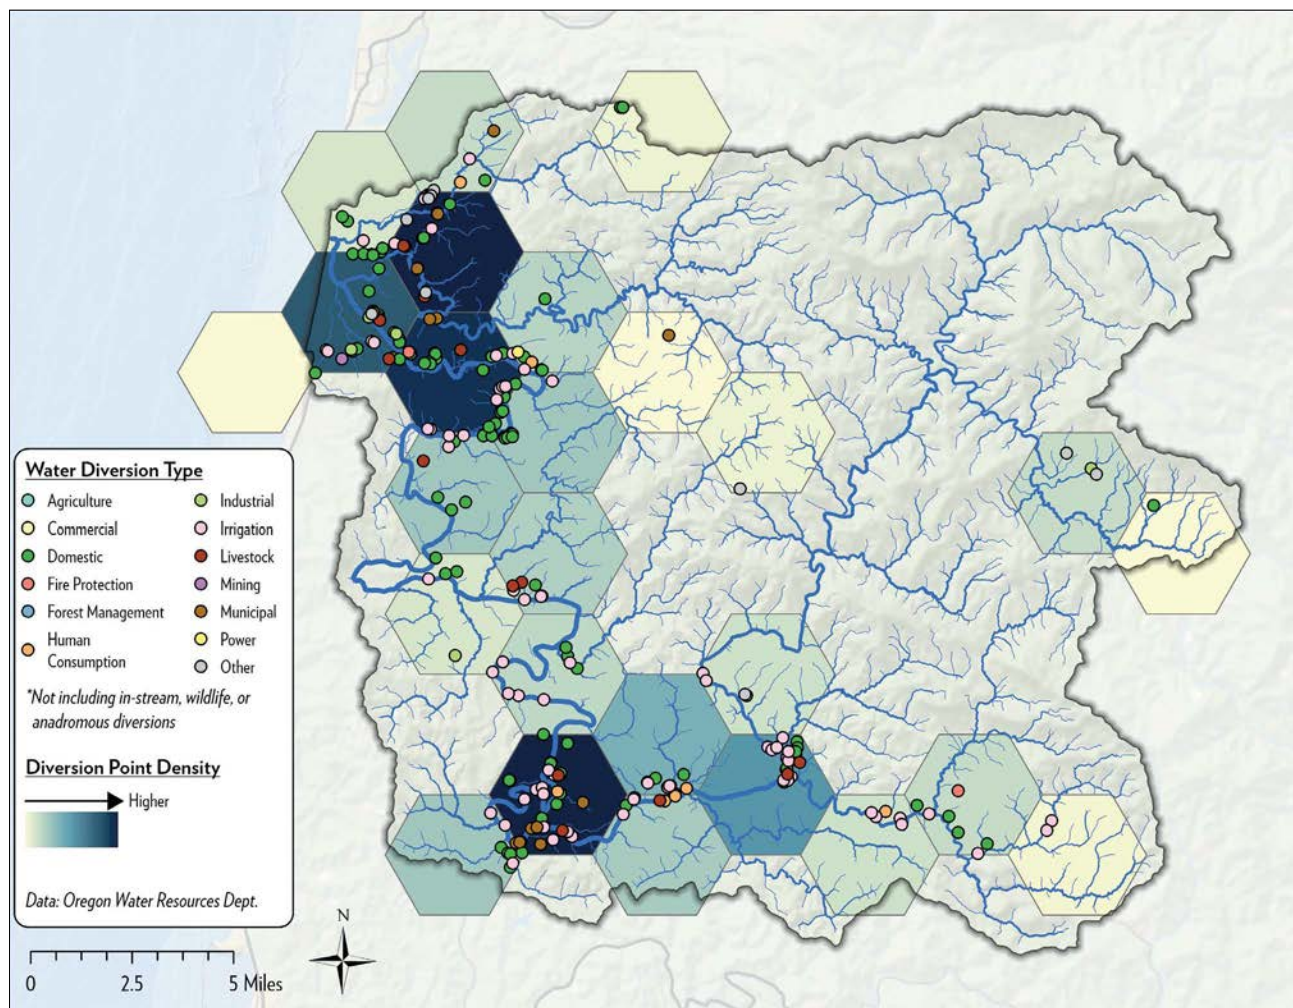 Water Diversion Type
Agriculture
Commercial
Domestic
Fire Protection
Forest Management
Human
Consumption
Industrial
Irrigation
Livestock
Mining
Municipal
Power
Other
*Not including in-stream, wildlife, or
anadromous diversions
Diversion Point Density
Higher
Data: Oregon Water Resources Dept.
N
0 2.5 5 Miles